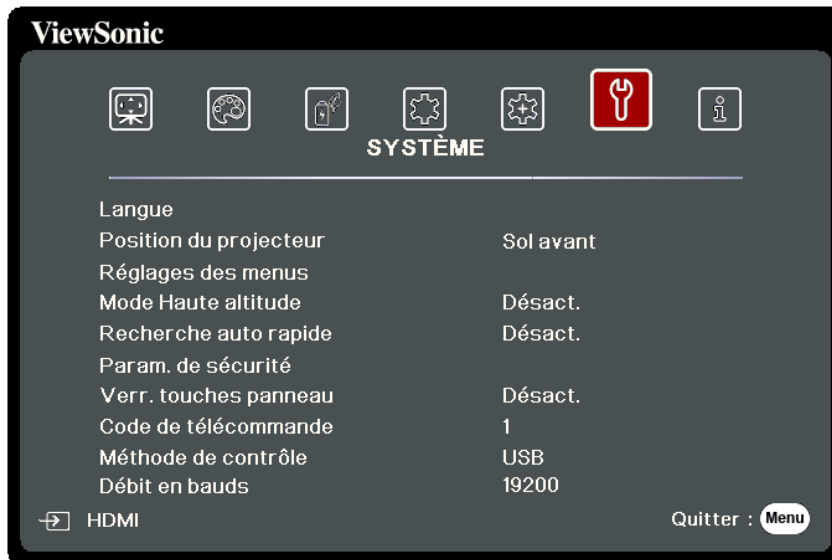 ViewSonic
SYSTÈME
Langue
Position du projecteur Sol avant
Réglages des menus
Mode Haute altitude Désact.
Recherche auto rapide Désact.
Param. de sécurité
Verr. touches panneau Désact.
Code de télécommande 1
Méthode de contrôle USB
Débit en bauds 19200
HDMI Quitter : Menu